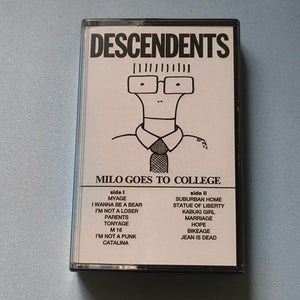 DESCENDENTS
MILO GOES TO COLLEGE
side I
MYAGE
I WANNA BE A BEAR
I'M NOT A LOSER
PARENTS
TONYAGE
M 16
I'M NOT A PUNK
CATALINA
side II
SUBURBAN HOME
STATUE OF LIBERTY
KABUKI GIRL
MARRIAGE
HOPE
BIKEAGE
JEAN IS DEAD